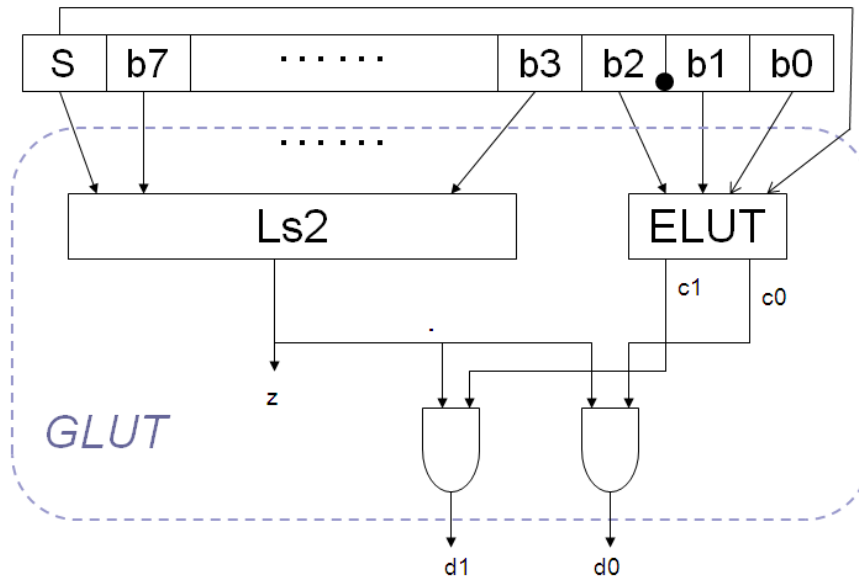 S b7 ...... b3 b2 b1 b0
......
Ls2 ELUT
c1 c0
z
GLUT
d1 d0